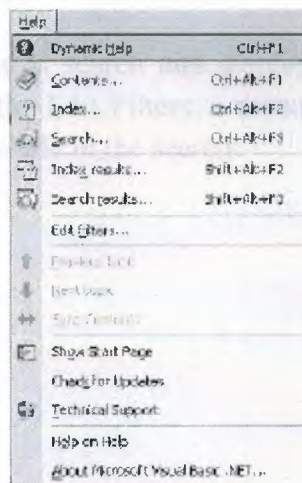 Help
Dynamic Help Ctrl+F1
Contents... Ctrl+Alt+F1
Index... Ctrl+Alt+F2
Search... Ctrl+Alt+F3
Index results... Shift+Alt+F2
Search results... Shift+Alt+F3
Edit Filters...
Previous Topic
Next topic
Sync Contents
Show Start Page
Check for Updates
Technical Support
Help on Help
About Microsoft Visual Basic .NET...